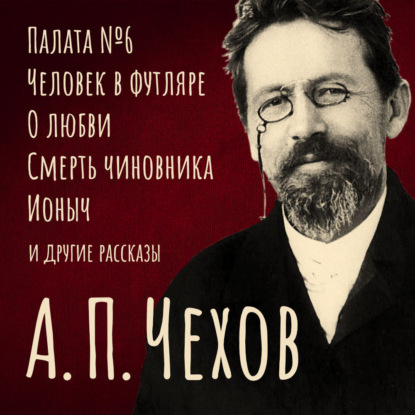 Палата №6
Человек в футляре
О любви
Смерть чиновника
Ионыч
и другие рассказы
А. П. Чехов